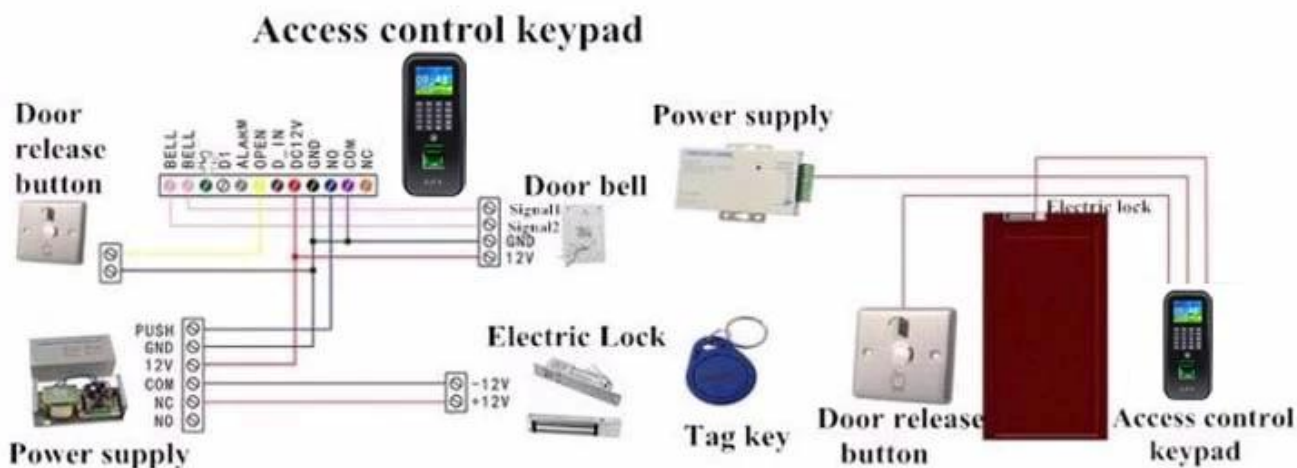 Access control keypad
Door
release
button
BELL
BELL
D1
ALARM
OPEN
D_IN
DC12V
GND
NO
COM
NC
Door bell
Signal1
Signal2
GND
12V
PUSH
GND
12V
COM
NC
NO
Power supply
Electric Lock
-12V
+12V
Power supply
Electric lock
Tag key
Door release
button
Access control
keypad